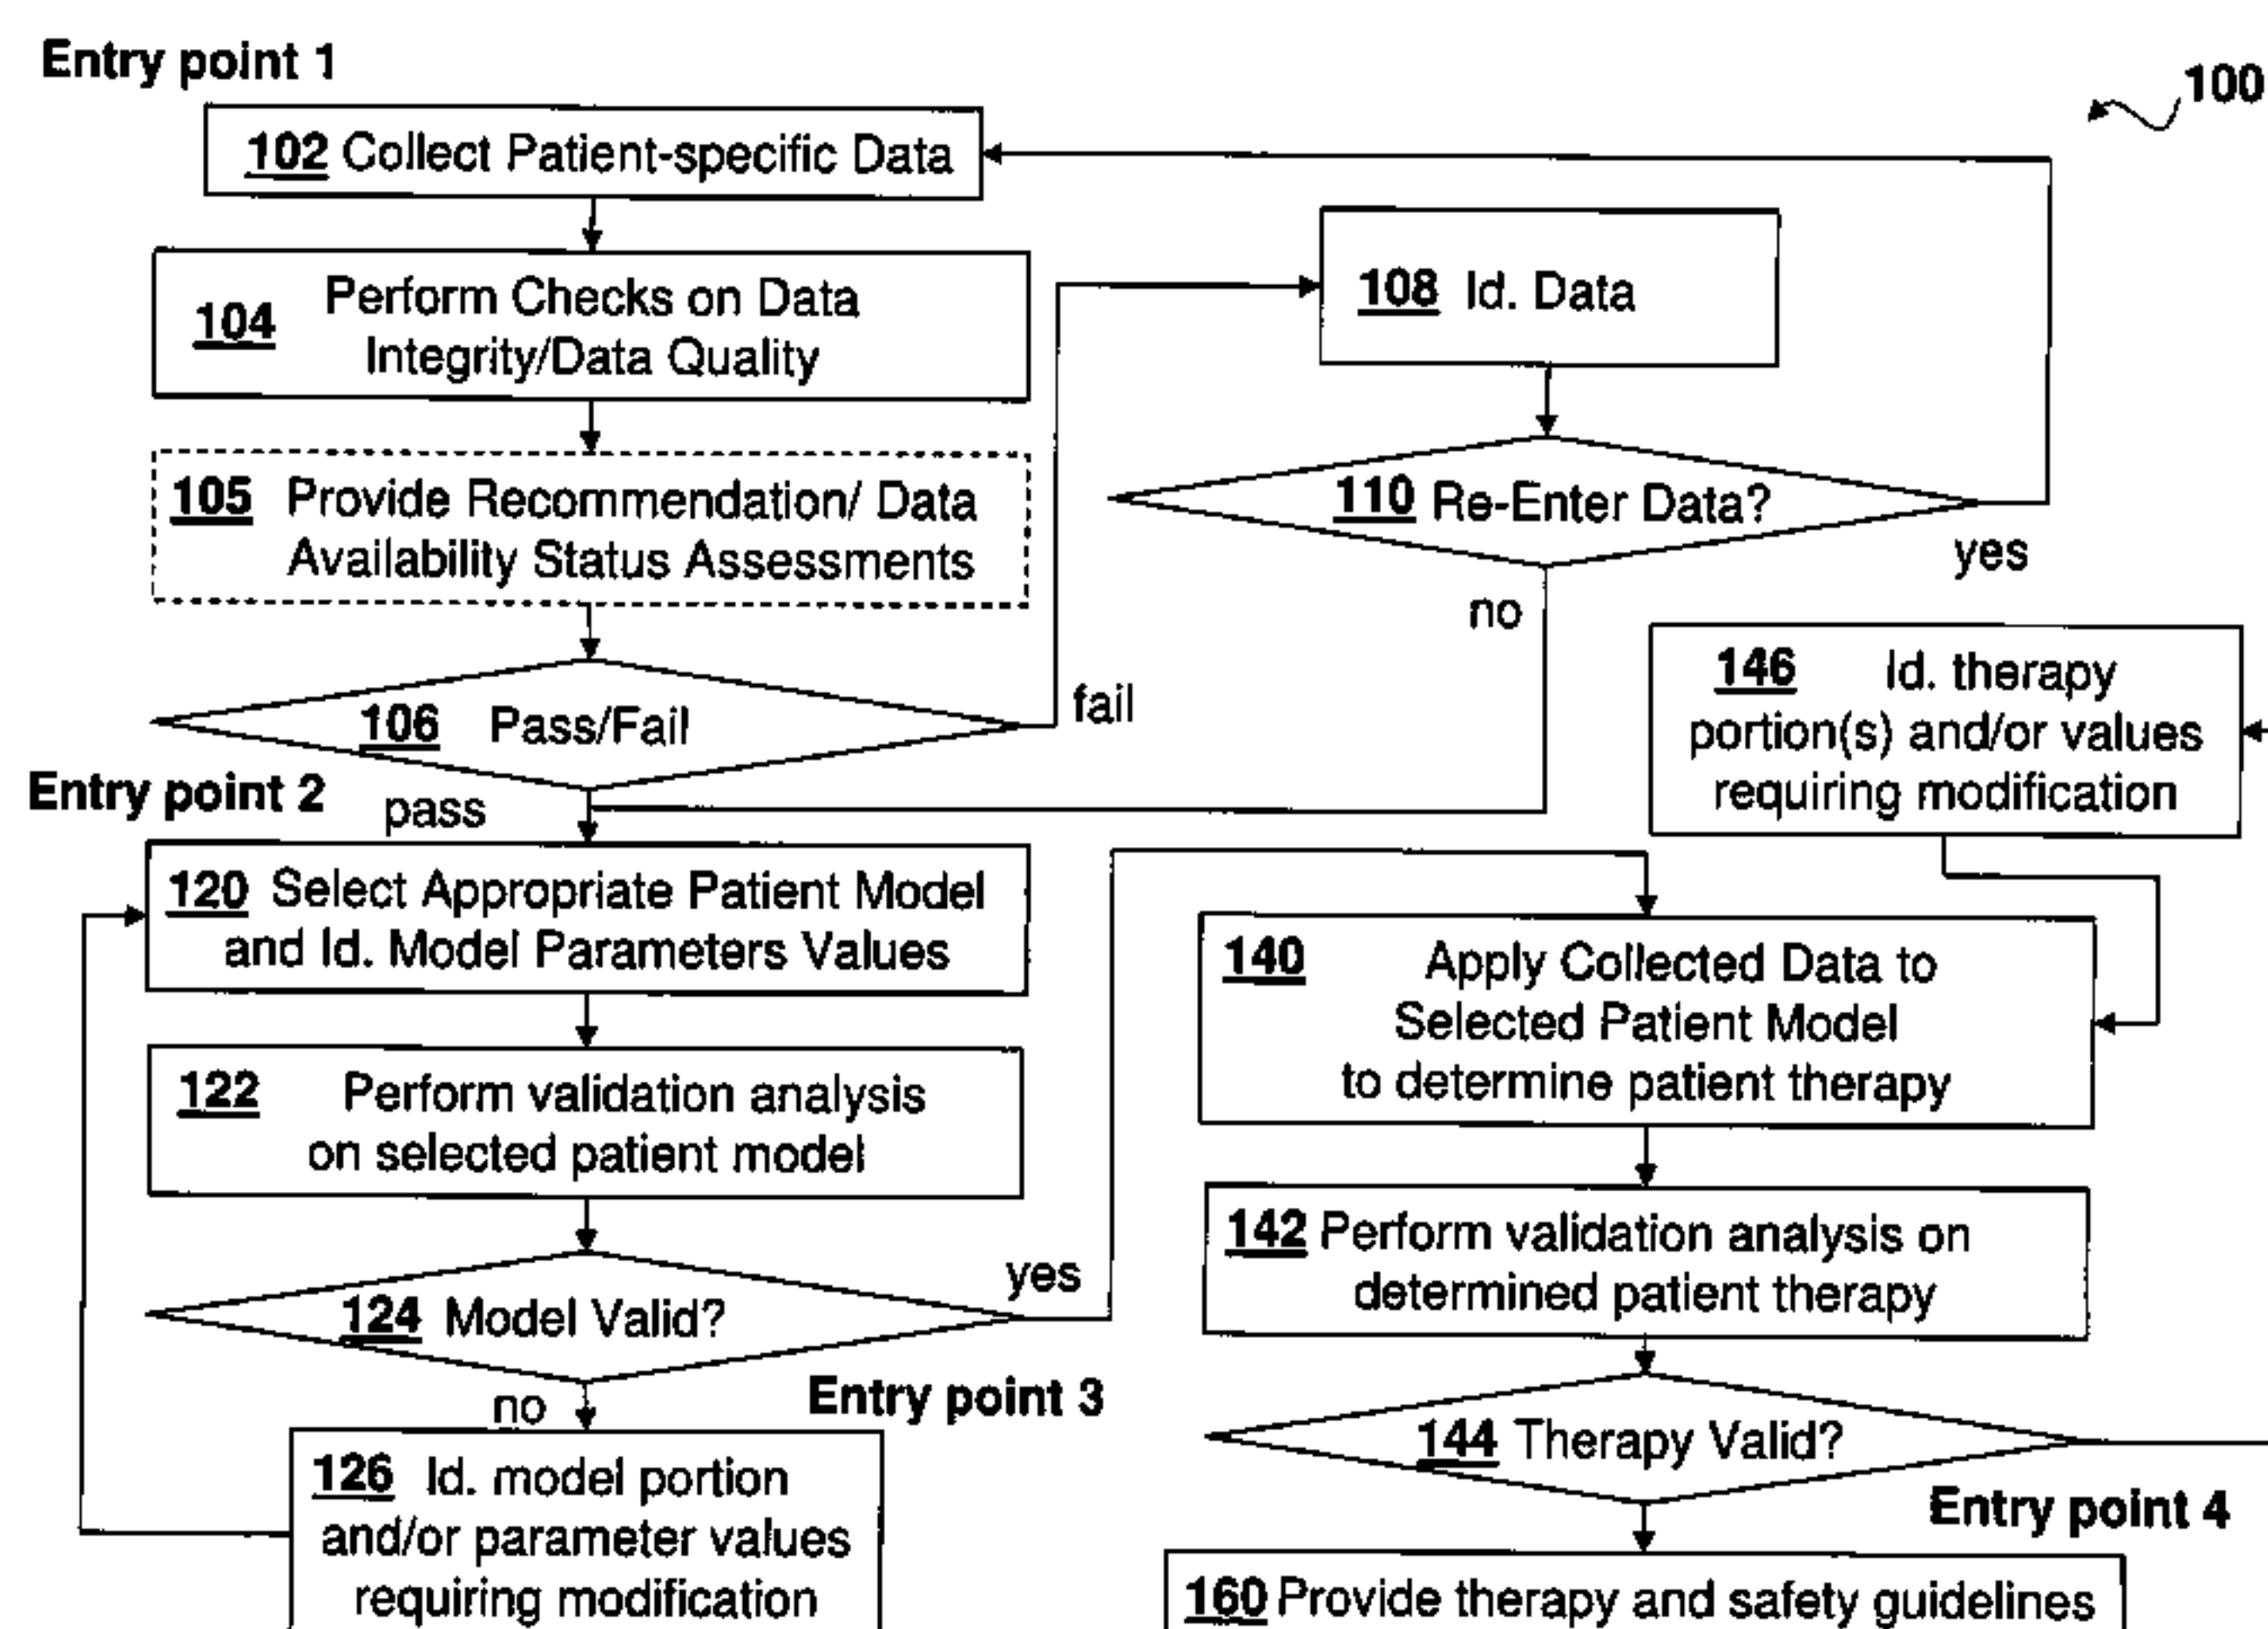 Entry point 1
100
102 Collect Patient-specific Data
104 Perform Checks on Data
Integrity/Data Quality
108 Id. Data
105 Provide Recommendation/ Data
Availability Status Assessments
110 Re-Enter Data?
yes
no
106 Pass/Fail
fail
146 Id. therapy
portion(s) and/or values
requiring modification
Entry point 2
pass
120 Select Appropriate Patient Model
and Id. Model Parameters Values
140 Apply Collected Data to
Selected Patient Model
to determine patient therapy
122 Perform validation analysis
on selected patient model
142 Perform validation analysis on
determined patient therapy
124 Model Valid?
yes
no
Entry point 3
144 Therapy Valid?
Entry point 4
126 Id. model portion
and/or parameter values
requiring modification
160 Provide therapy and safety guidelines